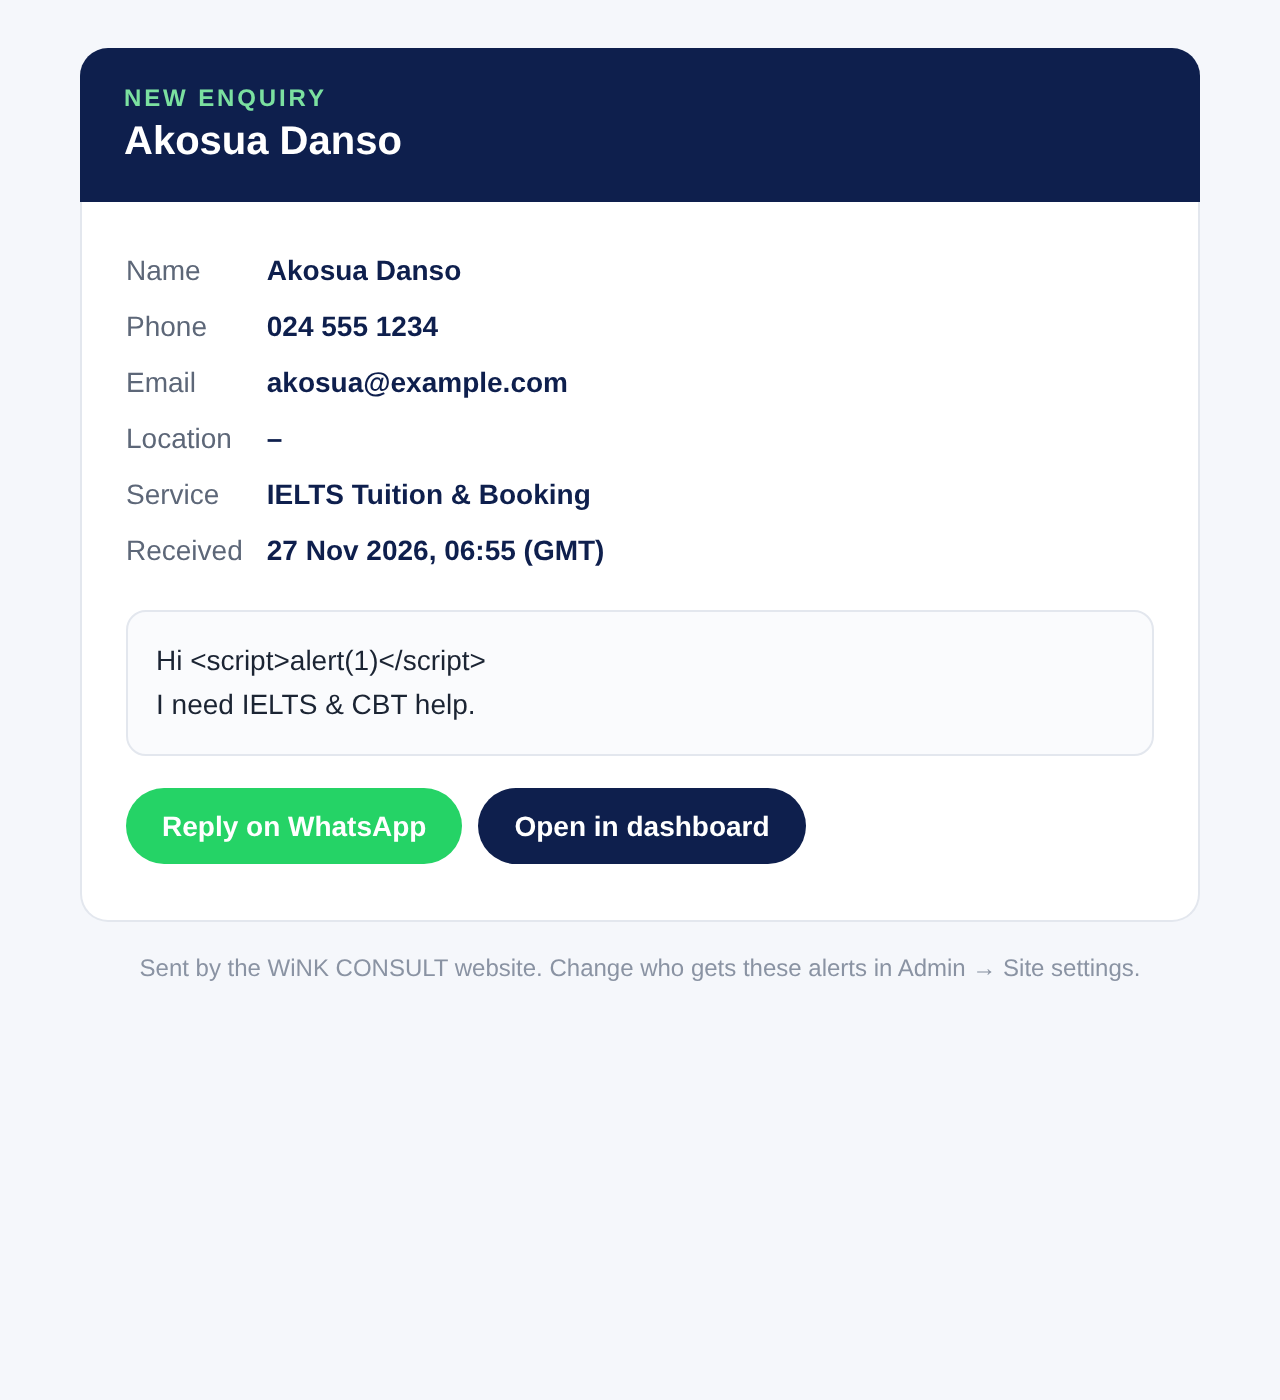 NEW ENQUIRY
Akosua Danso
Name Akosua Danso
Phone 024 555 1234
Email akosua@example.com
Location –
Service IELTS Tuition & Booking
Received 27 Nov 2026, 06:55 (GMT)
Hi <script>alert(1)</script>
I need IELTS & CBT help.
Reply on WhatsApp Open in dashboard
Sent by the WiNK CONSULT website. Change who gets these alerts in Admin → Site settings.